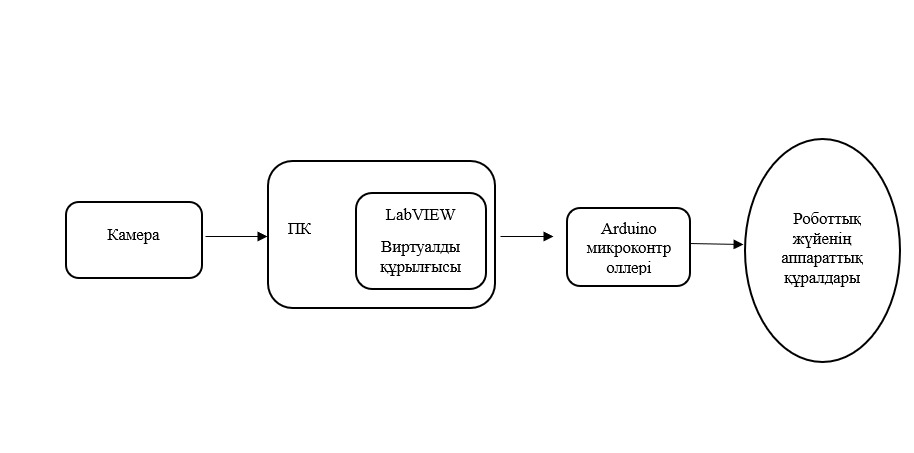 Камера
ПК
LabVIEW
Виртуалды
құрылғысы
Arduino
микроконтр
оллері
Роботтық
жүйенің
аппараттық
құралдары